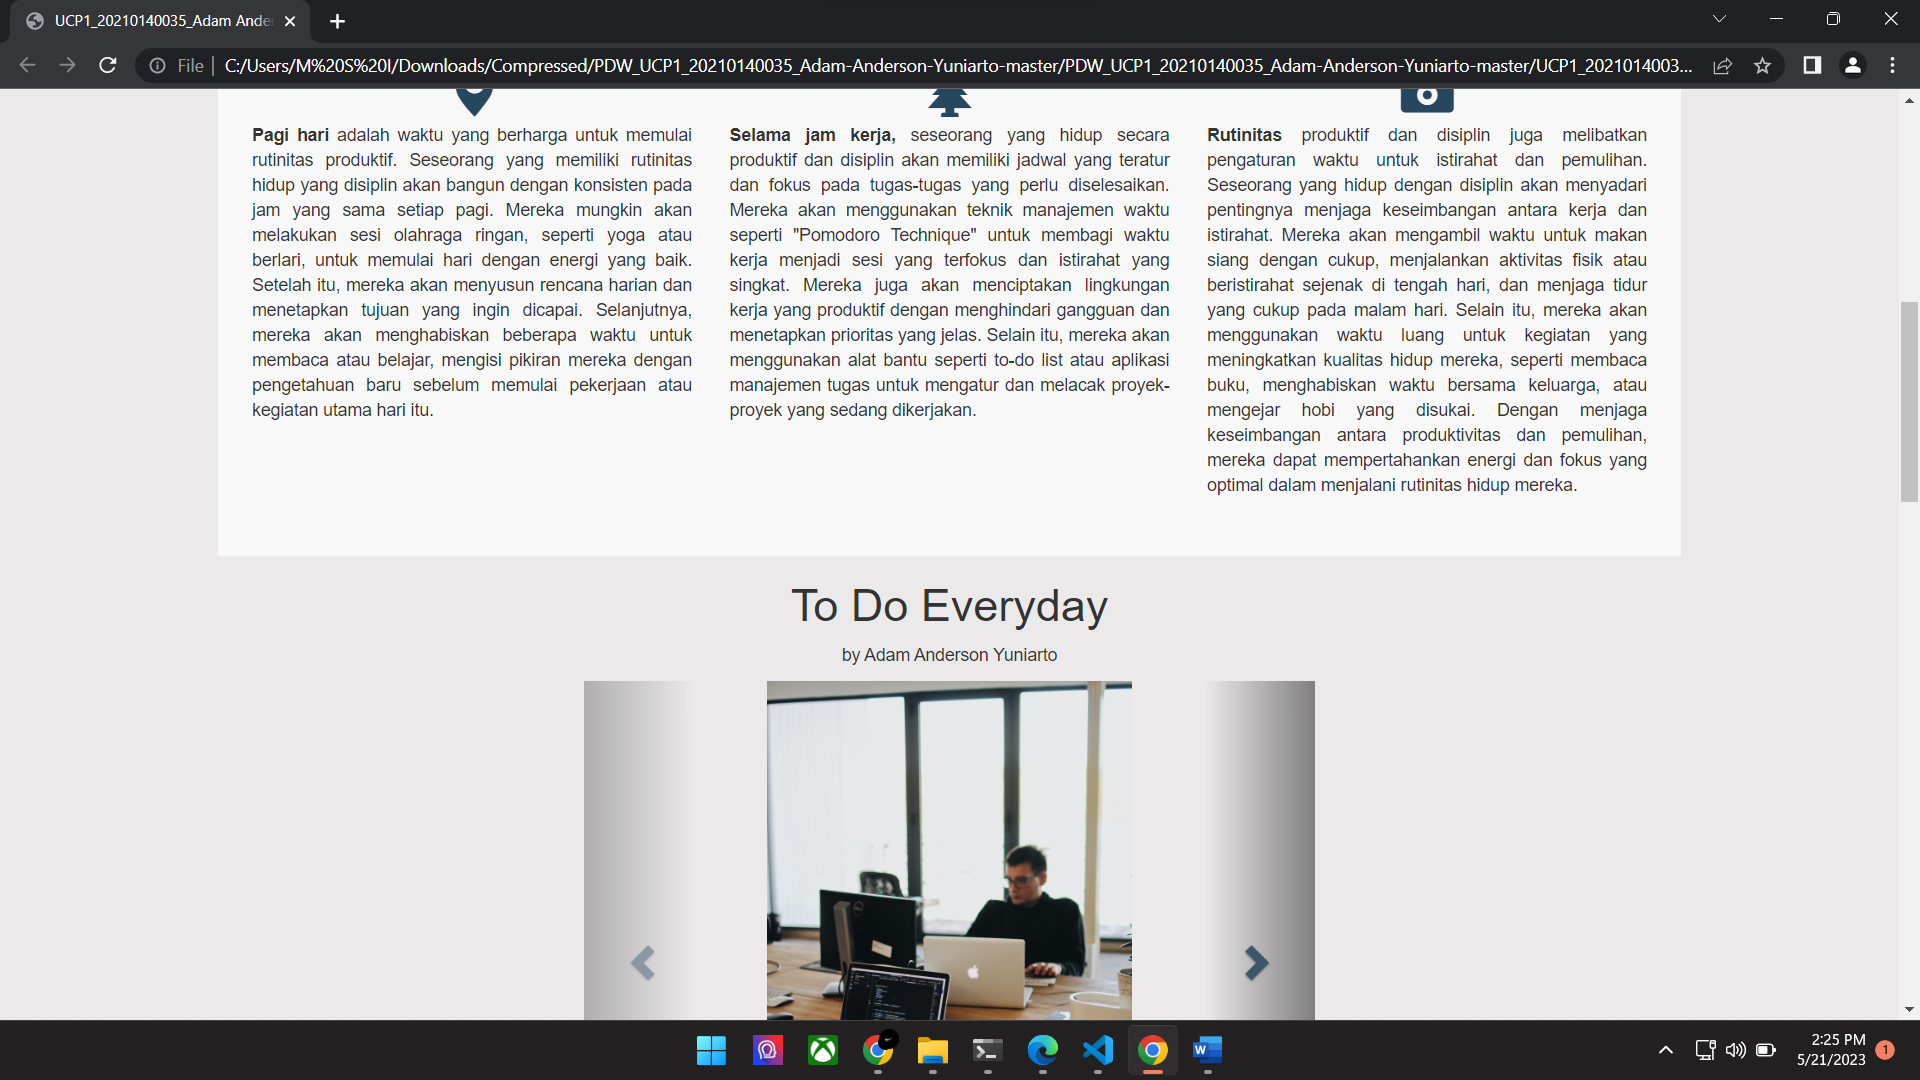 UCP1_20210140035_Adam Ande
File
C:/Users/M%20S%20I/Downloads/Compressed/PDW_UCP1_20210140035_Adam-Anderson-Yuniarto-master/PDW_UCP1_20210140035_Adam-Anderson-Yuniarto-master/UCP1_2021014003...
Pagi hari adalah waktu yang berharga untuk memulai
rutinitas produktif. Seseorang yang memiliki rutinitas
hidup yang disiplin akan bangun dengan konsisten pada
jam yang sama setiap pagi. Mereka mungkin akan
melakukan sesi olahraga ringan, seperti yoga atau
berlari, untuk memulai hari dengan energi yang baik.
Setelah itu, mereka akan menyusun rencana harian dan
menetapkan tujuan yang ingin dicapai. Selanjutnya,
mereka akan menghabiskan beberapa waktu untuk
membaca atau belajar, mengisi pikiran mereka dengan
pengetahuan baru sebelum memulai pekerjaan atau
kegiatan utama hari itu.
Selama jam kerja, seseorang yang hidup secara
produktif dan disiplin akan memiliki jadwal yang teratur
dan fokus pada tugas-tugas yang perlu diselesaikan.
Mereka akan menggunakan teknik manajemen waktu
seperti "Pomodoro Technique" untuk membagi waktu
kerja menjadi sesi yang terfokus dan istirahat yang
singkat. Mereka juga akan menciptakan lingkungan
kerja yang produktif dengan menghindari gangguan dan
menetapkan prioritas yang jelas. Selain itu, mereka akan
menggunakan alat bantu seperti to-do list atau aplikasi
manajemen tugas untuk mengatur dan melacak proyek-
proyek yang sedang dikerjakan.
Rutinitas produktif dan disiplin juga melibatkan
pengaturan waktu untuk istirahat dan pemulihan.
Seseorang yang hidup dengan disiplin akan menyadari
pentingnya menjaga keseimbangan antara kerja dan
istirahat. Mereka akan mengambil waktu untuk makan
siang dengan cukup, menjalankan aktivitas fisik atau
beristirahat sejenak di tengah hari, dan menjaga tidur
yang cukup pada malam hari. Selain itu, mereka akan
menggunakan waktu luang untuk kegiatan yang
meningkatkan kualitas hidup mereka, seperti membaca
buku, menghabiskan waktu bersama keluarga, atau
mengejar hobi yang disukai. Dengan menjaga
keseimbangan antara produktivitas dan pemulihan,
mereka dapat mempertahankan energi dan fokus yang
optimal dalam menjalani rutinitas hidup mereka.
To Do Everyday
by Adam Anderson Yuniarto
2:25 PM
5/21/2023
1